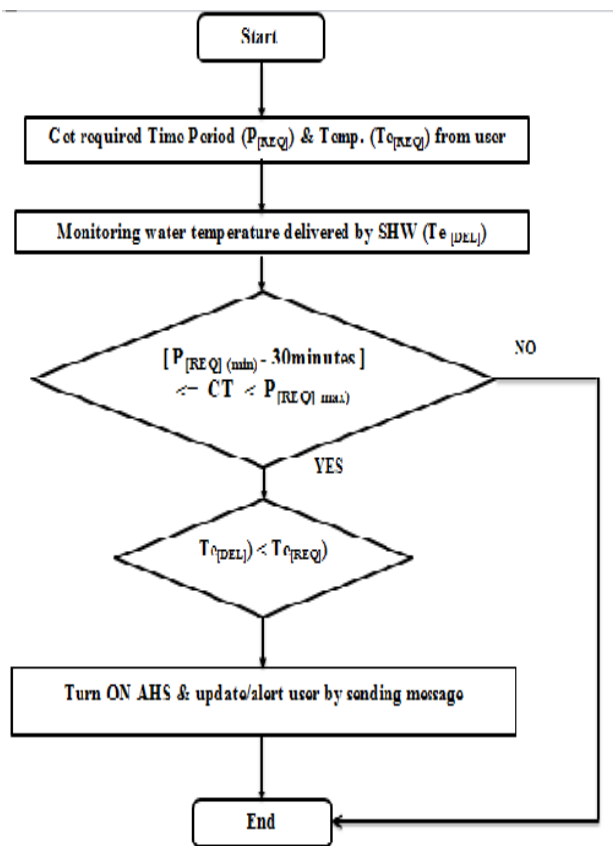 Start
Get required Time Period (P[REQ]) & Temp. (Te[REQ]) from user
Monitoring water temperature delivered by SHW (Te [DEL])
[ P[REQ] (min) - 30minutes ]
<= CT < P[REQ] max)
NO
YES
Te[DEL]) < Te[REQ])
Turn ON AHS & update/alert user by sending message
End